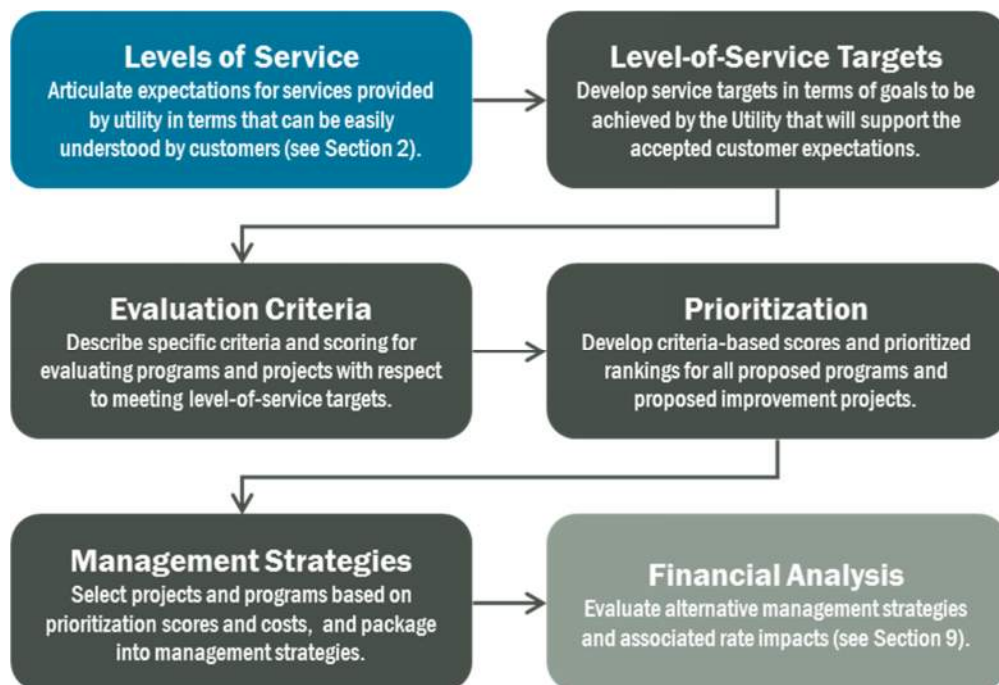 Levels of Service
Articulate expectations for services provided
by utility in terms that can be easily
understood by customers (see Section 2).
Level-of-Service Targets
Develop service targets in terms of goals to be
achieved by the Utility that will support the
accepted customer expectations.
Evaluation Criteria
Describe specific criteria and scoring for
evaluating programs and projects with respect
to meeting level-of-service targets.
Prioritization
Develop criteria-based scores and prioritized
rankings for all proposed programs and
proposed improvement projects.
Management Strategies
Select projects and programs based on
prioritization scores and costs, and package
into management strategies.
Financial Analysis
Evaluate alternative management strategies
and associated rate impacts (see Section 9).